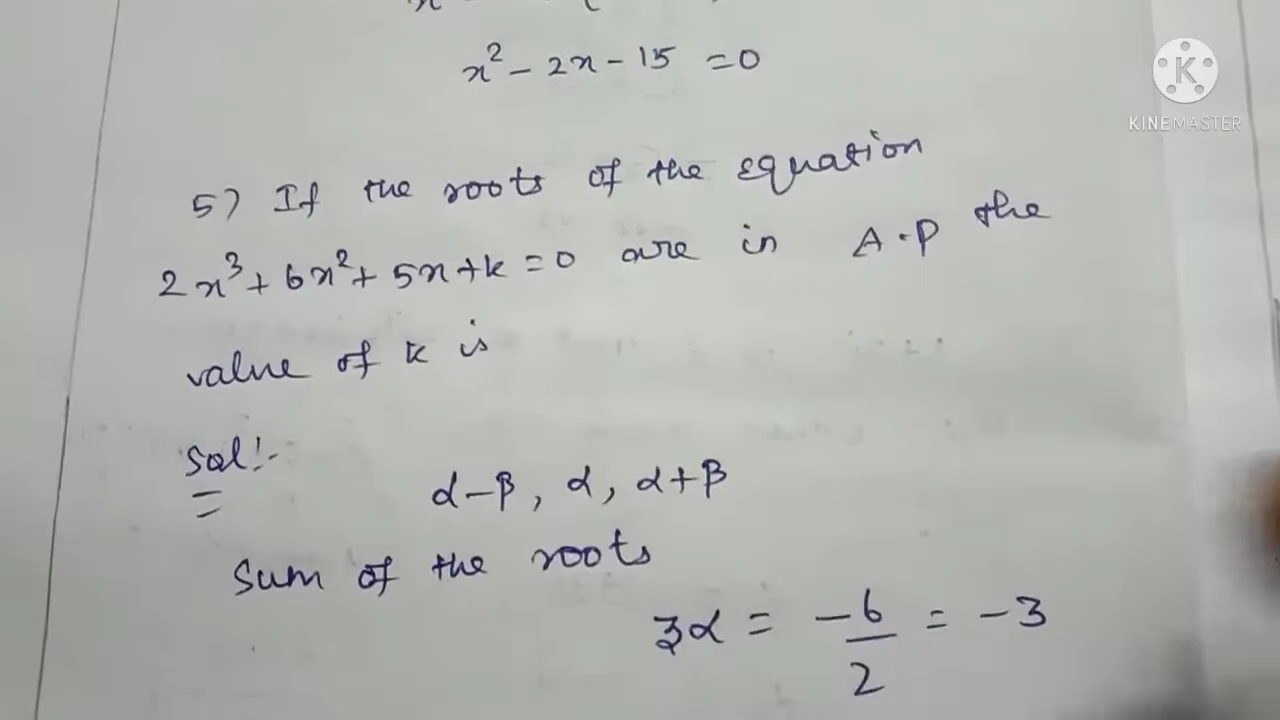 x² - 2x - 15 = 0
K
KINEMASTER
5) If the roots of the equation
2x³ + 6x² + 5x + k = 0 are in A.P the
value of k is
Sol:-
α-β, α, α+β
Sum of the roots
3α = -6/2 = -3